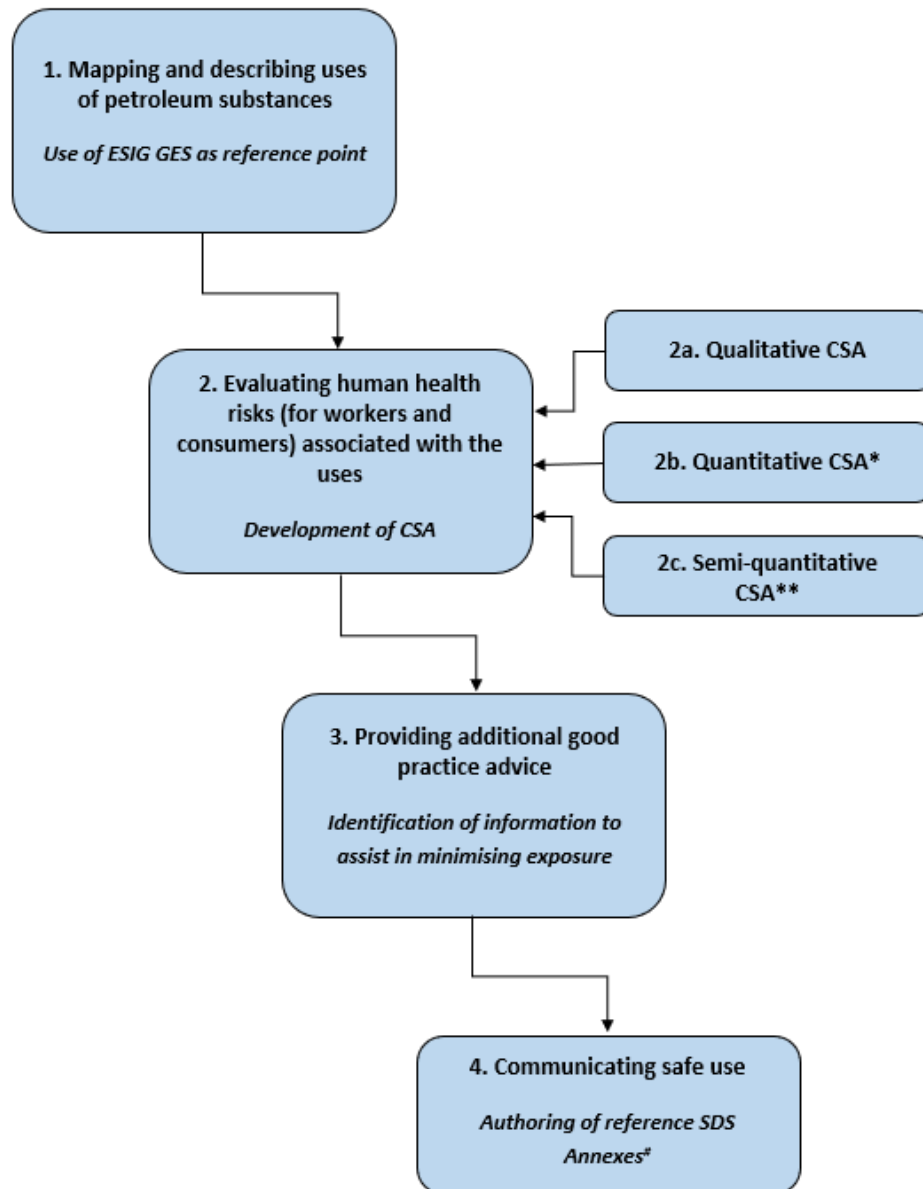 1. Mapping and describing uses
of petroleum substances
Use of ESIG GES as reference point
2. Evaluating human health
risks (for workers and
consumers) associated with the
uses
Development of CSA
2a. Qualitative CSA
2b. Quantitative CSA*
2c. Semi-quantitative
CSA**
3. Providing additional good
practice advice
Identification of information to
assist in minimising exposure
4. Communicating safe use
Authoring of reference SDS
Annexes#